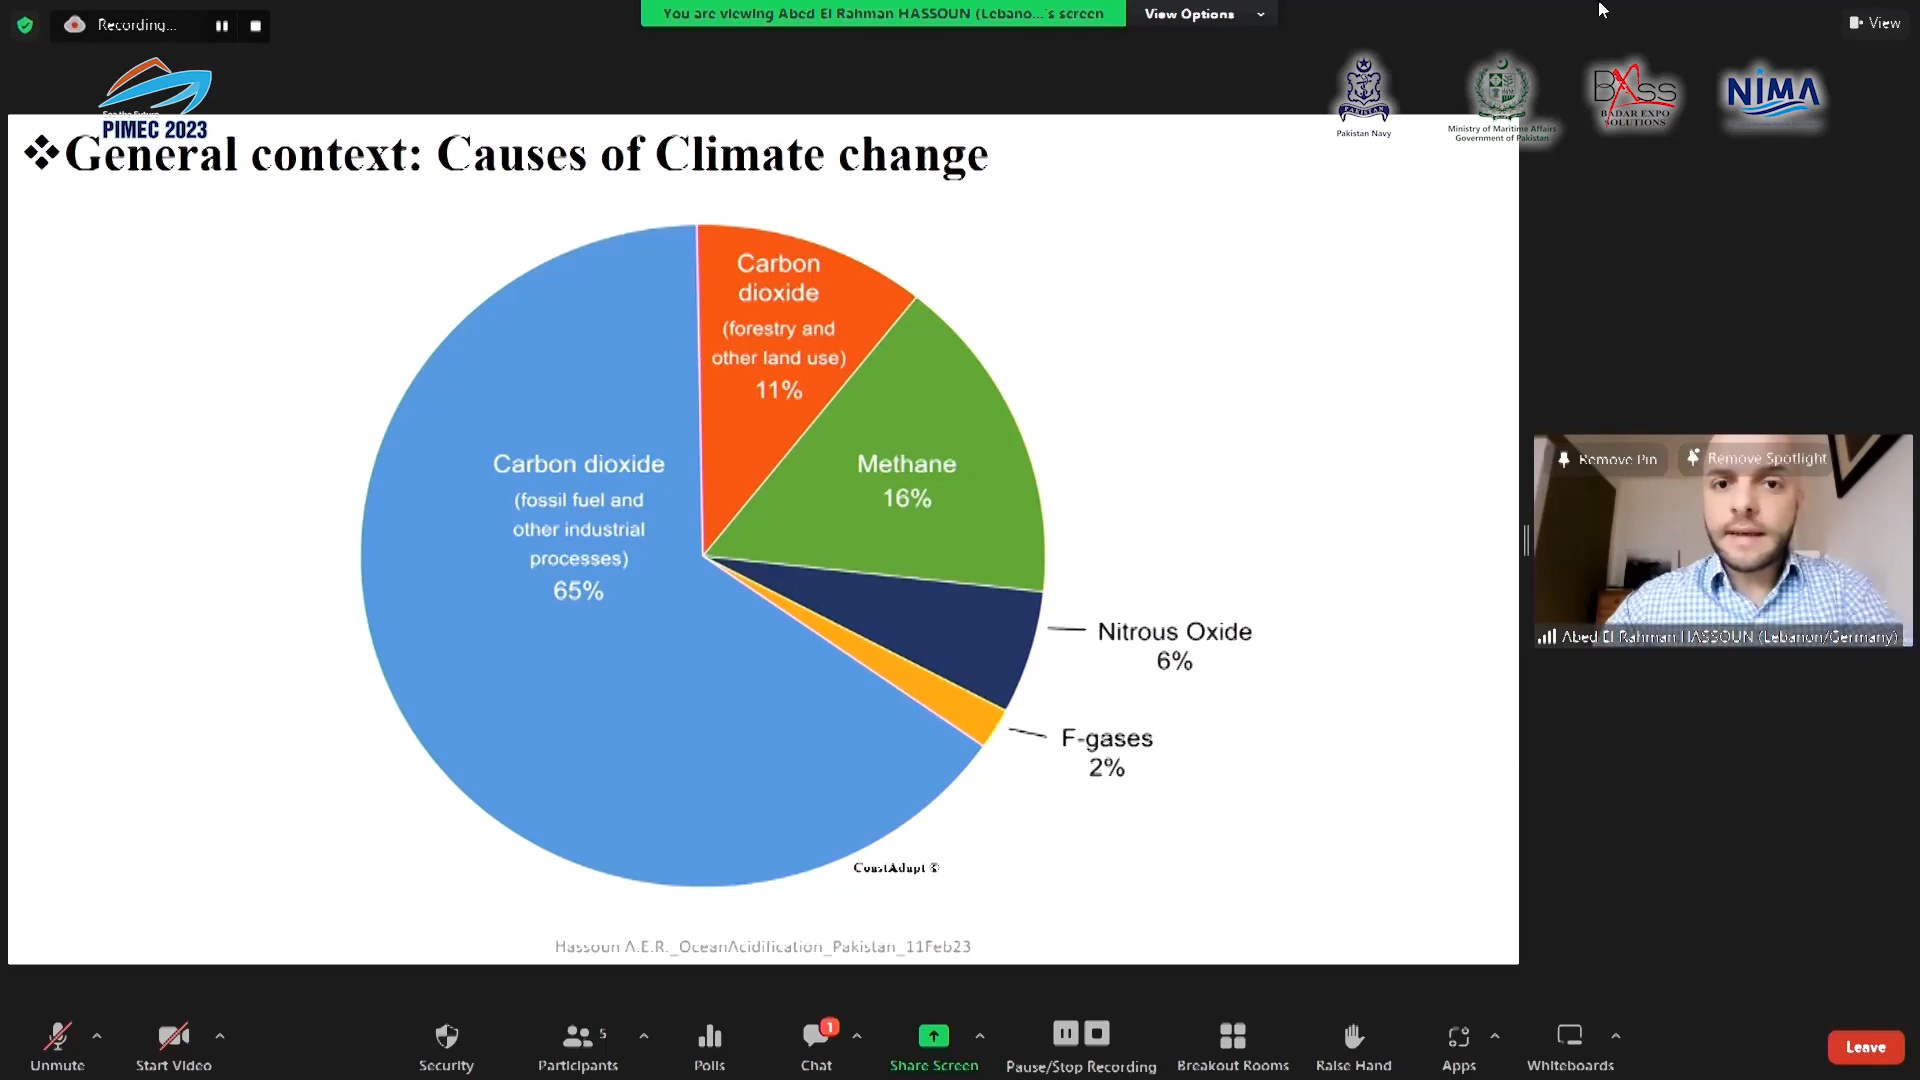 Recording...
You are viewing Abed El Rahman HASSOUN (Lebano...'s screen
View Options
View
PIMEC 2023
Pakistan Navy
Ministry of Maritime Affairs
Government of Pakistan
BXSS
BADAR EXPO
SOLUTIONS
NIMA
❖General context: Causes of Climate change
Carbon
dioxide
(forestry and
other land use)
11%
Carbon dioxide
(fossil fuel and
other industrial
processes)
65%
Methane
16%
Nitrous Oxide
6%
F-gases
2%
ConstAdapt ©
Hassoun A.E.R._OceanAcidification_Pakistan_11Feb23
Remove Pin
Remove Spotlight
Abed El Rahman HASSOUN (Lebanon/Germany)
Unmute
Start Video
Security
Participants
5
Polls
Chat
1
Share Screen
Pause/Stop Recording
Breakout Rooms
Raise Hand
Apps
Whiteboards
Leave